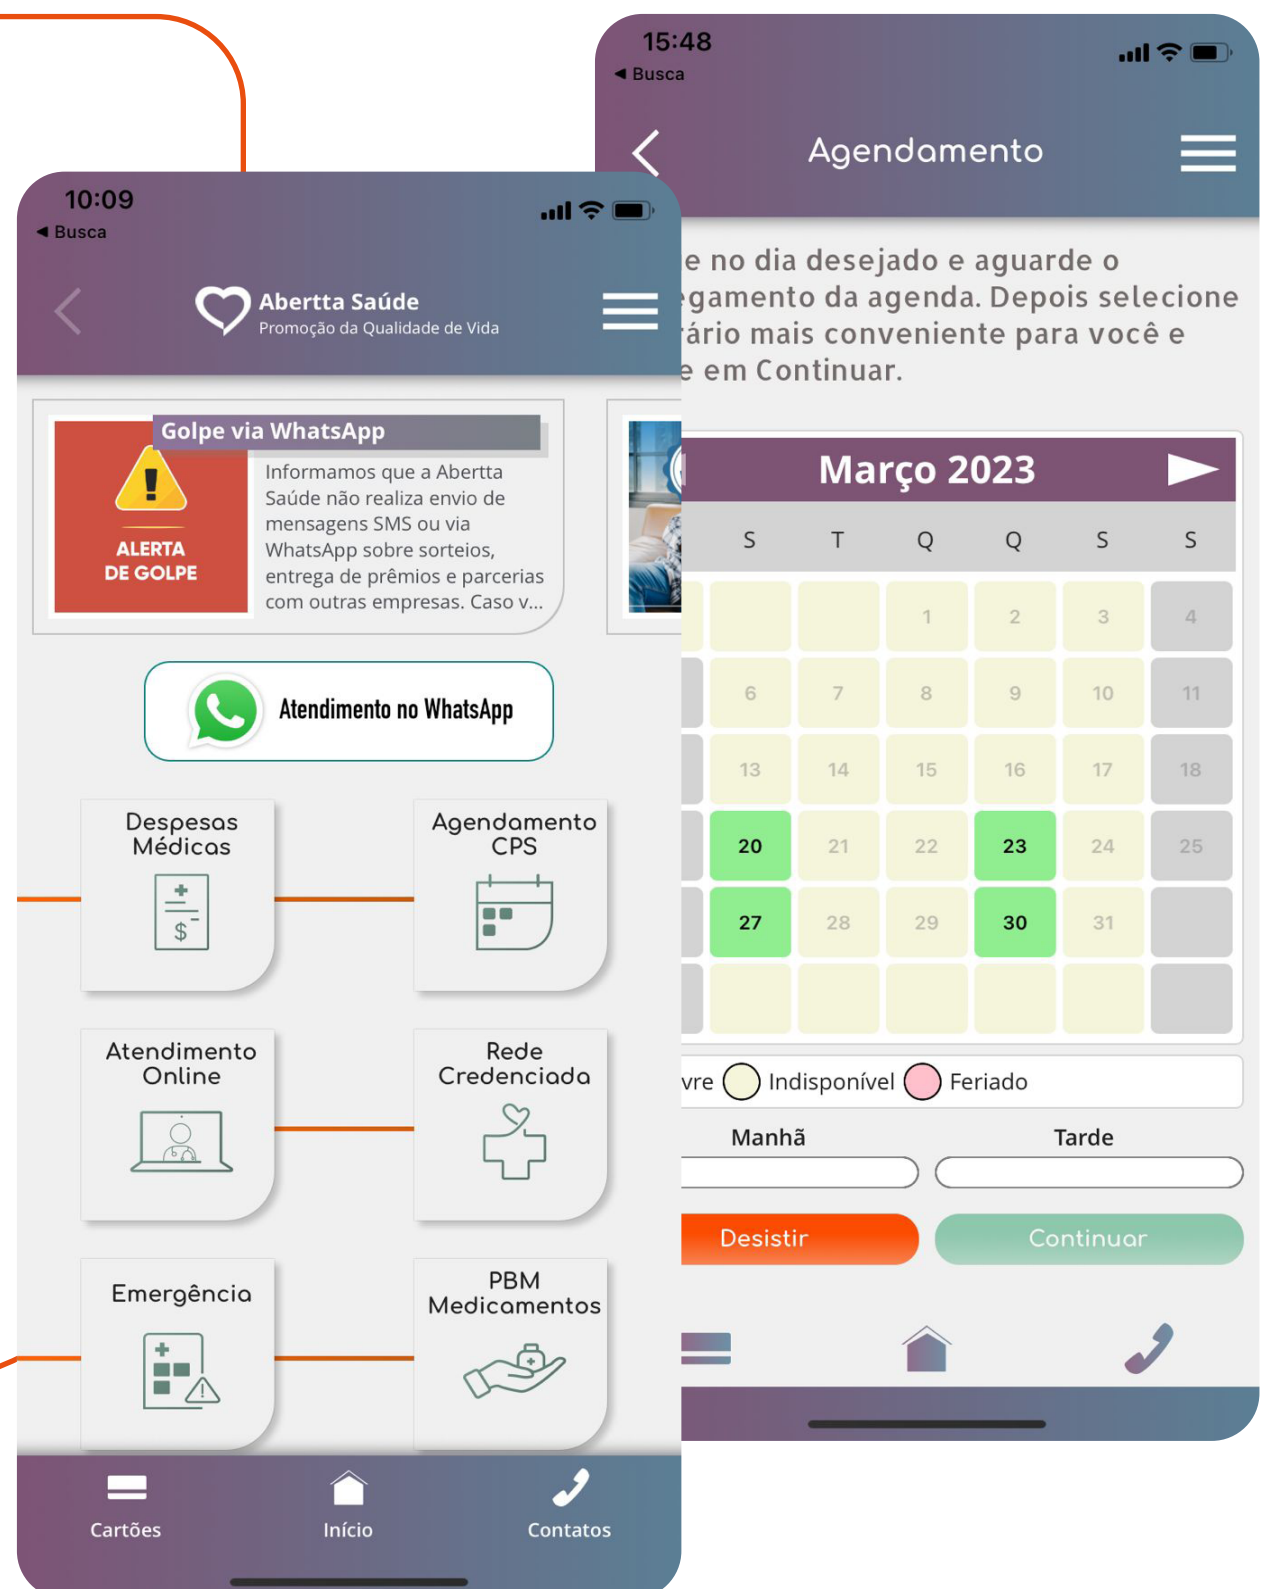 10:09
◀ Busca
Abertta Saúde
Promoção da Qualidade de Vida
Golpe via WhatsApp
ALERTA
DE GOLPE
Informamos que a Abertta
Saúde não realiza envio de
mensagens SMS ou via
WhatsApp sobre sorteios,
entrega de prêmios e parcerias
com outras empresas. Caso v...
Atendimento no WhatsApp
Despesas
Médicas
Agendamento
CPS
Atendimento
Online
Rede
Credenciada
Emergência
PBM
Medicamentos
Cartões
Início
Contatos
15:48
◀ Busca
Agendamento
e no dia desejado e aguarde o
egamento da agenda. Depois selecione
ário mais conveniente para você e
e em Continuar.
Março 2023
S T Q Q S S
1 2 3 4
6 7 8 9 10 11
13 14 15 16 17 18
20 21 22 23 24 25
27 28 29 30 31
vre Indisponível Feriado
Manhã Tarde
Desistir Continuar